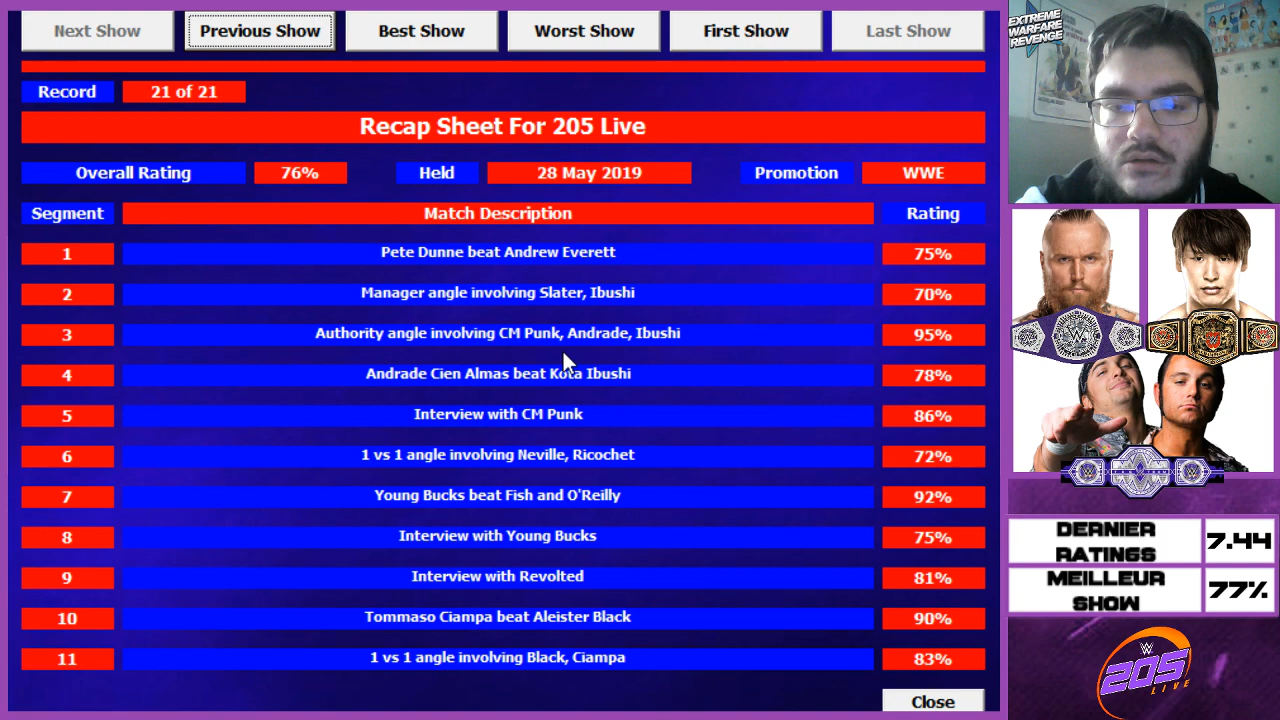 Next Show Previous Show Best Show Worst Show First Show Last Show
Record 21 of 21
Recap Sheet For 205 Live
Overall Rating 76% Held 28 May 2019 Promotion WWE
Segment Match Description Rating
1 Pete Dunne beat Andrew Everett 75%
2 Manager angle involving Slater, Ibushi 70%
3 Authority angle involving CM Punk, Andrade, Ibushi 95%
4 Andrade Cien Almas beat Kota Ibushi 78%
5 Interview with CM Punk 86%
6 1 vs 1 angle involving Neville, Ricochet 72%
7 Young Bucks beat Fish and O'Reilly 92%
8 Interview with Young Bucks 75%
9 Interview with Revolted 81%
10 Tommaso Ciampa beat Aleister Black 90%
11 1 vs 1 angle involving Black, Ciampa 83%
Close
EXTREME
WARFARE
REVENGE
DERNIER
RATINGS
7.44
MEILLEUR
SHOW
77%
W
205
LIVE